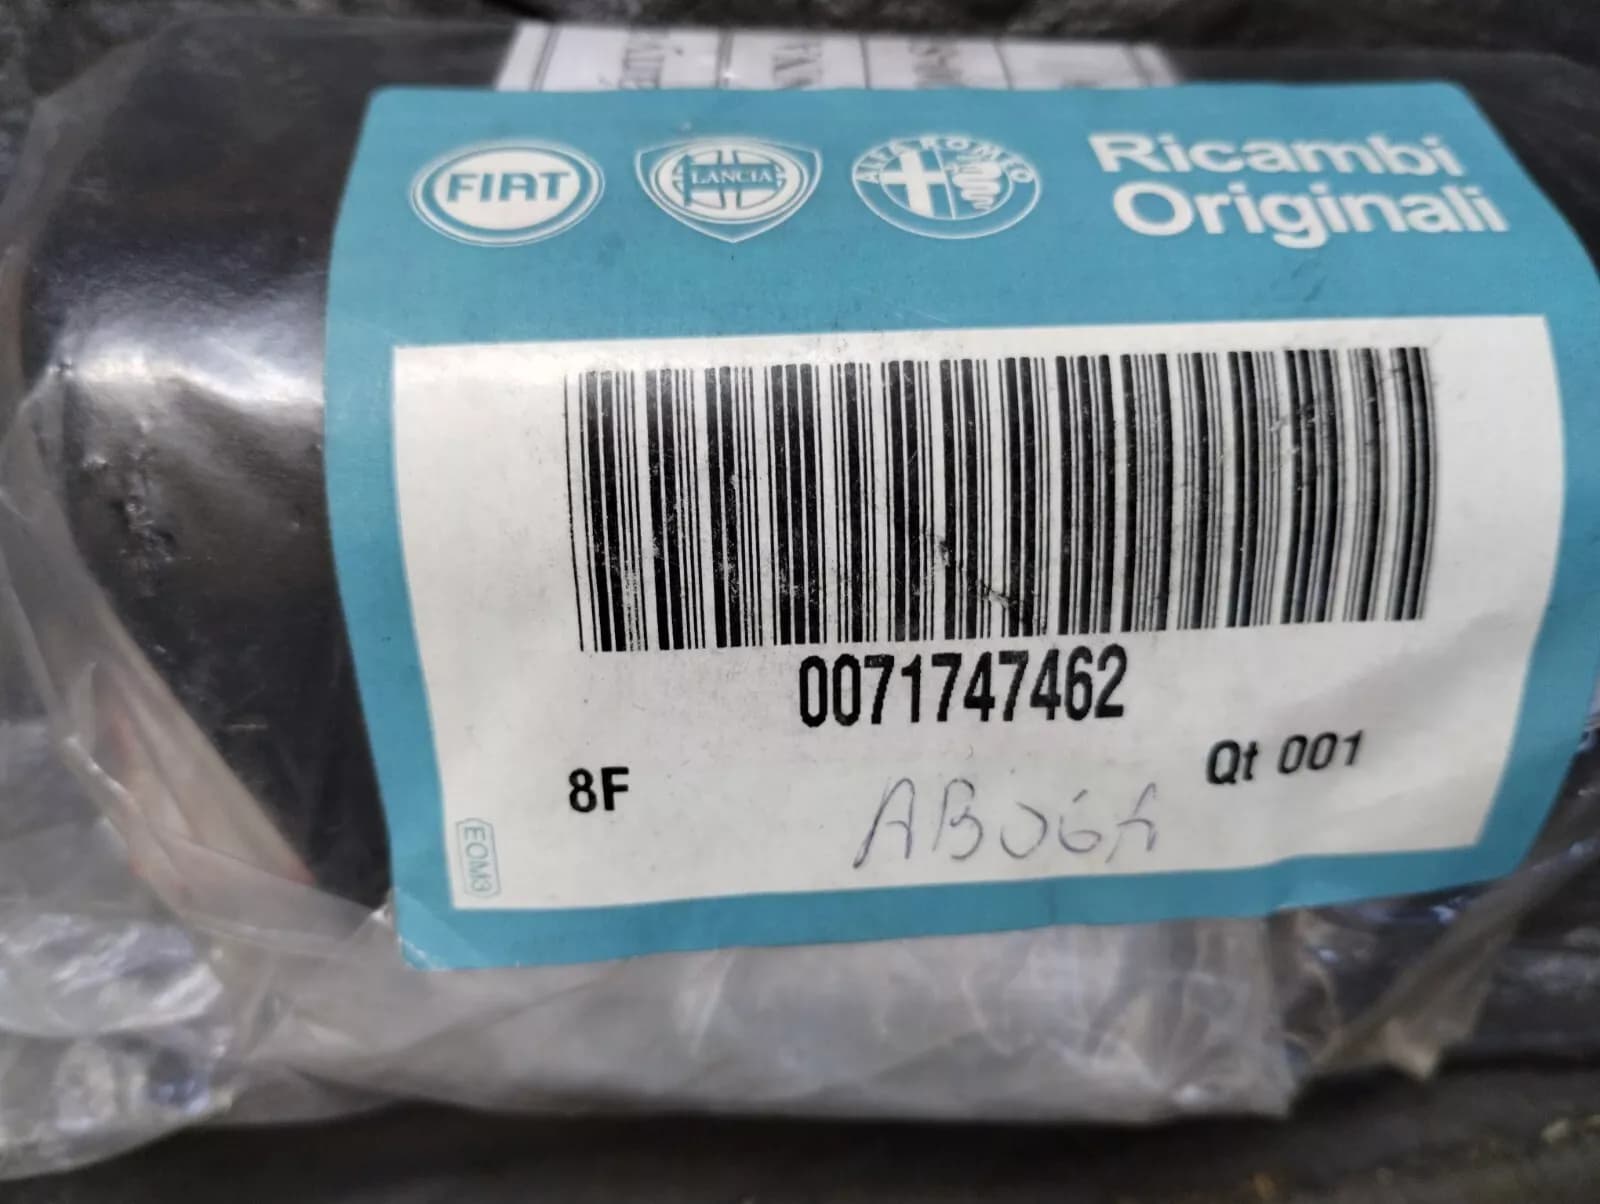 FIAT
LANCIA
ALFA ROMEO
Ricambi
Originali
0071747462
8F
Qt 001
AB06A
EOM3